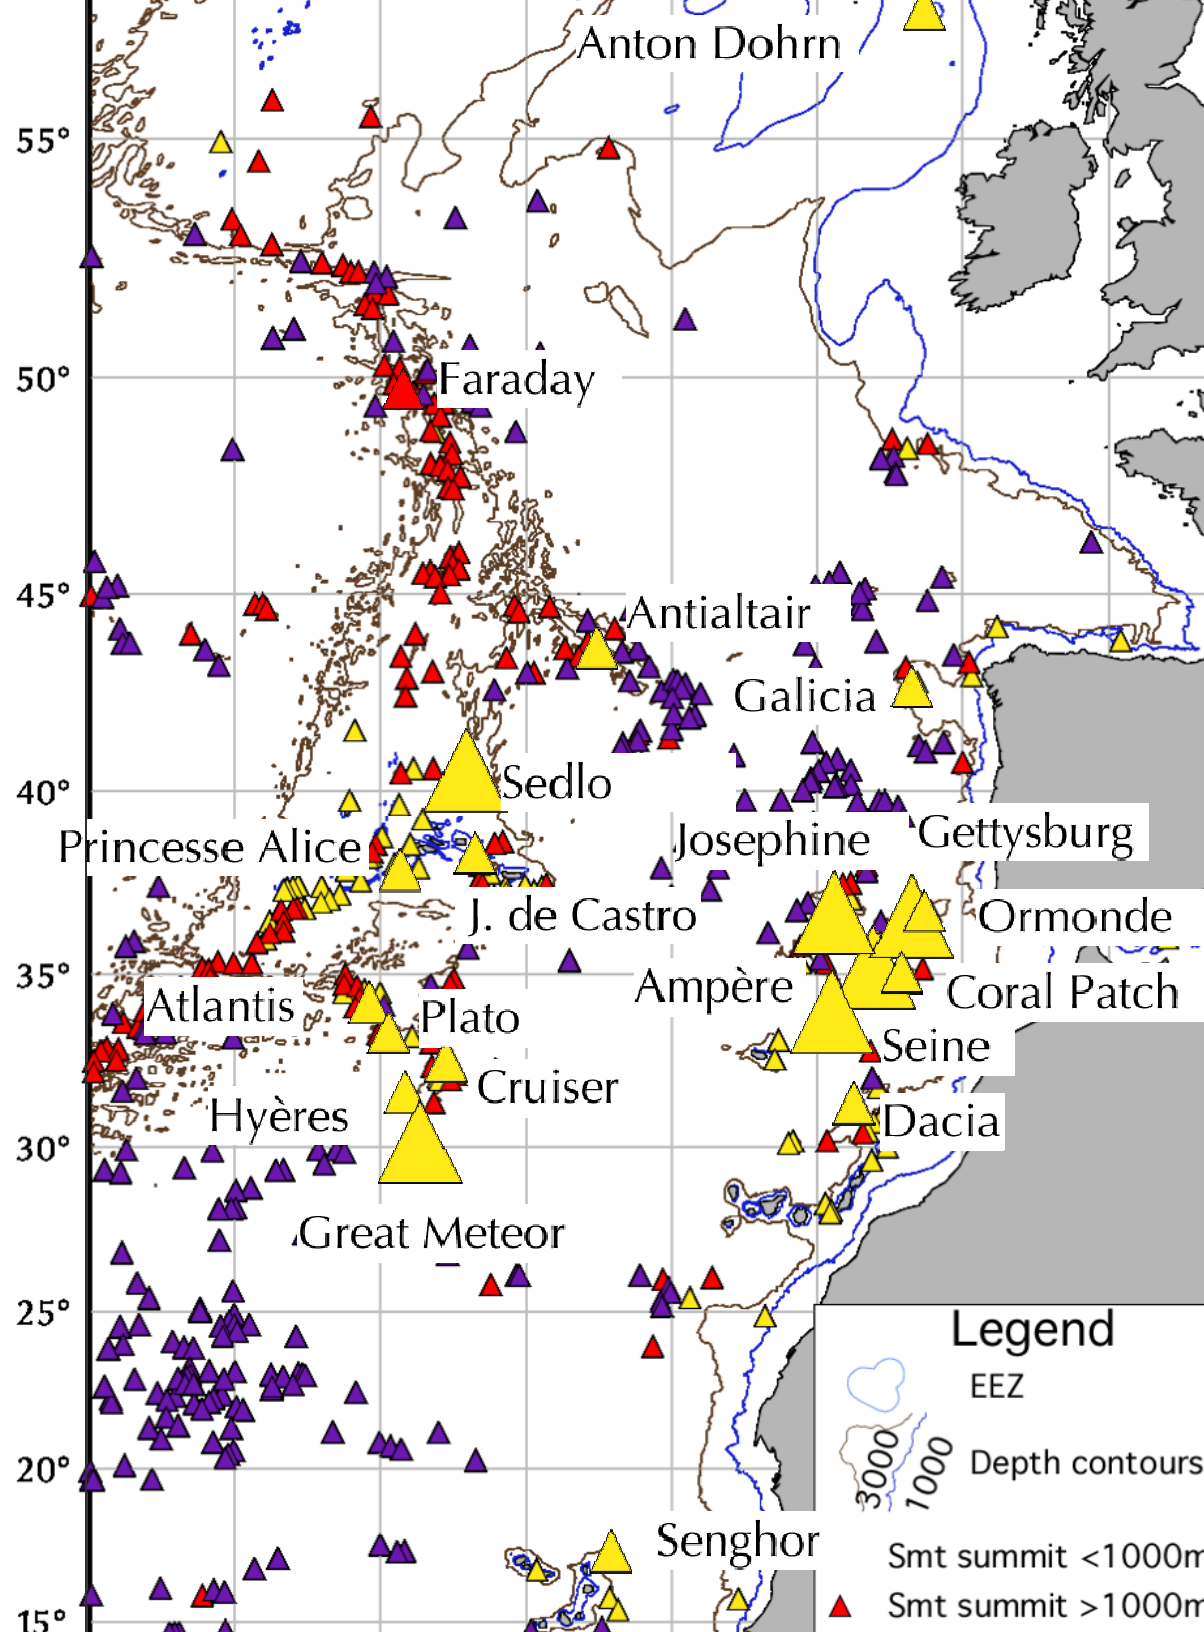 Anton Dohrn
55°
50°
Faraday
45°
Antialtair
Galicia
40°
Sedlo
Princesse Alice
Josephine
Gettysburg
J. de Castro
Ormonde
35°
Ampère
Coral Patch
Atlantis
Plato
Seine
Cruiser
Hyères
Dacia
30°
Great Meteor
25°
Legend
EEZ
3000
1000
Depth contours
20°
Senghor
Smt summit <1000m
Smt summit >1000m
15°